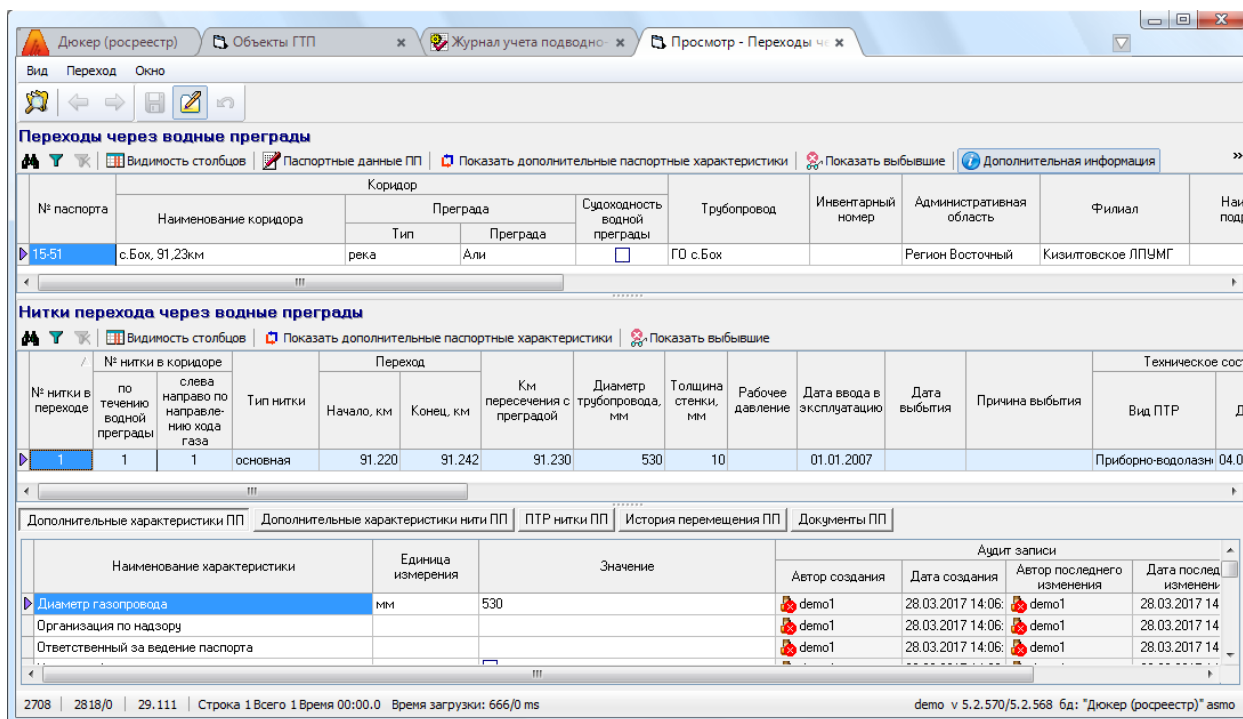 Дюкер (росреестр) Объекты ГТП Журнал учета подводно- Просмотр - Переходы че
Вид Переход Окно
Переходы через водные преграды
Видимость столбцов Паспортные данные ПП Показать дополнительные паспортные характеристики Показать выбывшие Дополнительная информация »
№ паспорта Коридор Трубопровод Инвентарный номер Административная область Филиал Наи подр
Наименование коридора Преграда Судоходность водной преграды
Тип Преграда
15-51 с.Бох, 91,23км река Али ГО с.Бох Регион Восточный Кизилтовское ЛПУМГ
Нитки перехода через водные преграды
Видимость столбцов Показать дополнительные паспортные характеристики Показать выбывшие
№ нитки в переходе № нитки в коридоре Тип нитки Переход Км пересечения с преградой Диаметр трубопровода, мм Толщина стенки, мм Рабочее давление Дата ввода в эксплуатацию Дата выбытия Причина выбытия Техническое сост
по течению водной преграды слева направо по направле-нию хода газа Начало, км Конец, км Вид ПТР Д
1 1 1 основная 91.220 91.242 91.230 530 10 01.01.2007 Приборно-водолазн 04.0
Дополнительные характеристики ПП Дополнительные характеристики нити ПП ПТР нитки ПП История перемещения ПП Документы ПП
Наименование характеристики Единица измерения Значение Аудит записи
Автор создания Дата создания Автор последнего изменения Дата послед изменени
Диаметр газопровода мм 530 demo1 28.03.2017 14:06: demo1 28.03.2017 14
Организация по надзору demo1 28.03.2017 14:06: demo1 28.03.2017 14
Ответственный за ведение паспорта demo1 28.03.2017 14:06: demo1 28.03.2017 14
2708 2818/0 29.111 Строка 1 Всего 1 Время 00:00.0 Время загрузки: 666/0 ms demo v 5.2.570/5.2.568 бд: "Дюкер (росреестр)" asmo